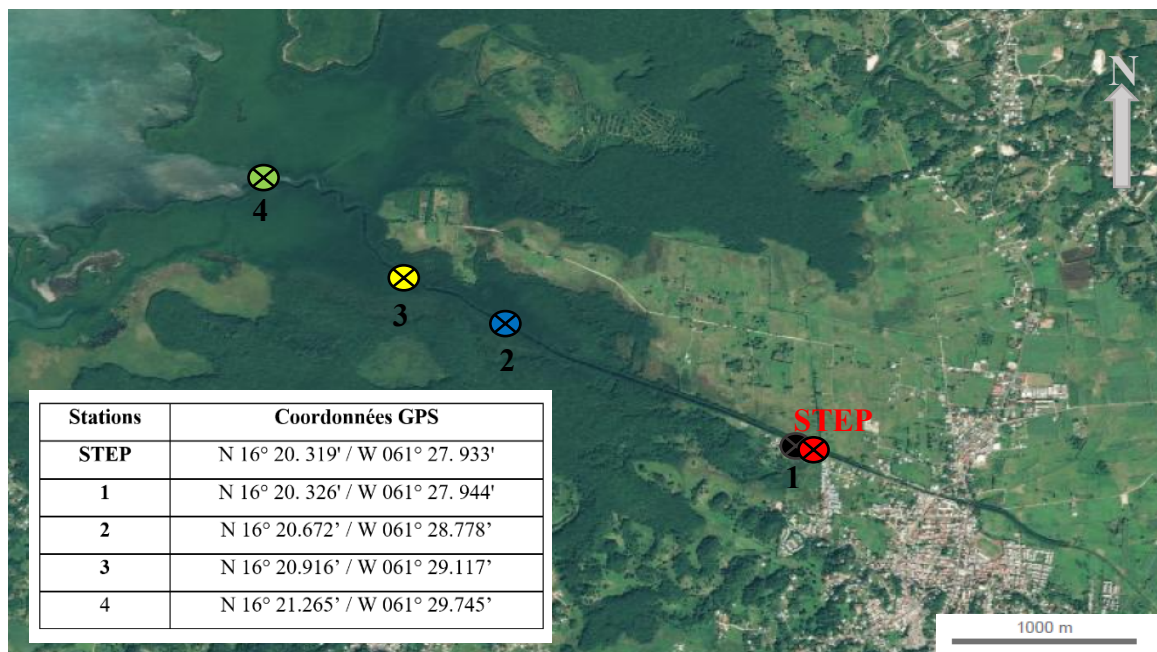 N
4
3
2
STEP
1
Stations Coordonnées GPS
STEP N 16° 20. 319' / W 061° 27. 933'
1 N 16° 20. 326' / W 061° 27. 944'
2 N 16° 20.672’ / W 061° 28.778’
3 N 16° 20.916’ / W 061° 29.117’
4 N 16° 21.265’ / W 061° 29.745’
1000 m